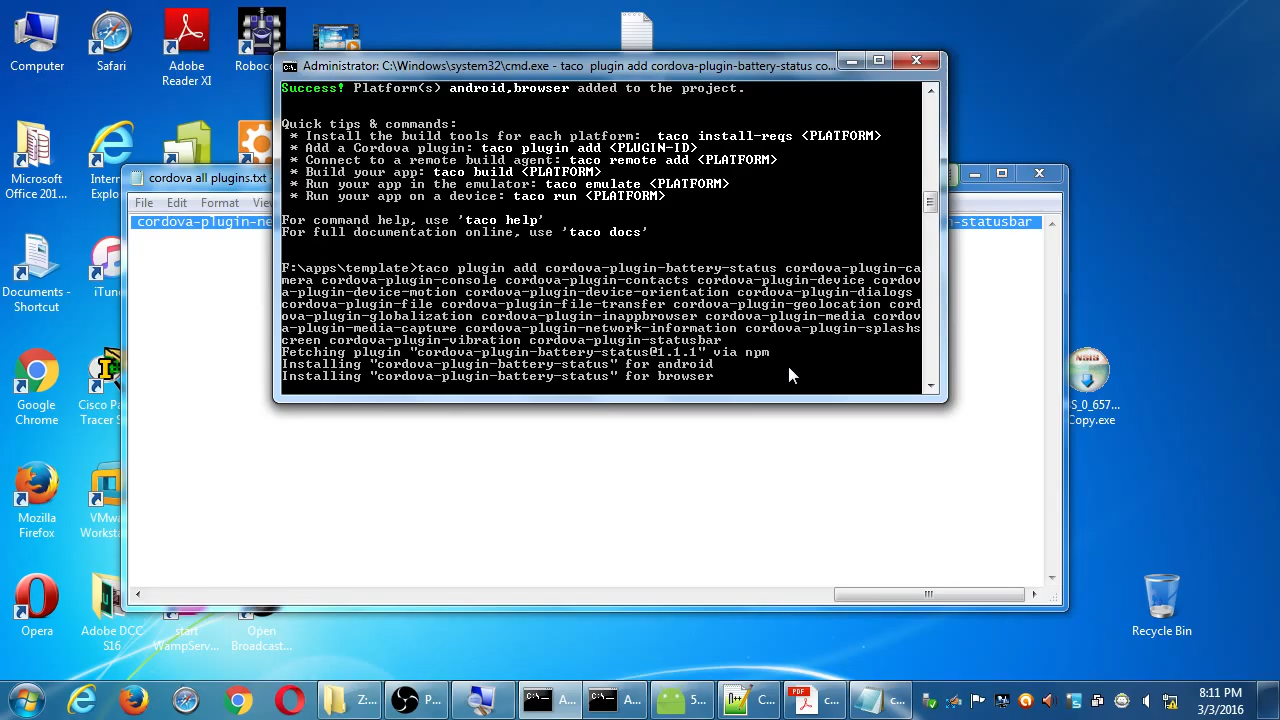 Computer
Safari
Adobe
Reader XI
Administrator: C:\Windows\system32\cmd.exe - taco  plugin add cordova-plugin-battery-status co...
Success! Platform(s) android,browser added to the project.
Quick tips & commands:
* Install the build tools for each platform:  taco install-reqs <PLATFORM>
* Add a Cordova plugin: taco plugin add <PLUGIN-ID>
* Connect to a remote build agent: taco remote add <PLATFORM>
* Build your app: taco build <PLATFORM>
* Run your app in the emulator: taco emulate <PLATFORM>
* Run your app on a device: taco run <PLATFORM>
For command help, use 'taco help'
For full documentation online, use 'taco docs'
F:\apps\template>taco plugin add cordova-plugin-battery-status cordova-plugin-ca
mera cordova-plugin-console cordova-plugin-contacts cordova-plugin-device cordov
a-plugin-device-motion cordova-plugin-device-orientation cordova-plugin-dialogs
cordova-plugin-file cordova-plugin-file-transfer cordova-plugin-geolocation cord
ova-plugin-globalization cordova-plugin-inappbrowser cordova-plugin-media cordov
a-plugin-media-capture cordova-plugin-network-information cordova-plugin-splashs
creen cordova-plugin-vibration cordova-plugin-statusbar
Fetching plugin "cordova-plugin-battery-status@1.1.1" via npm
Installing "cordova-plugin-battery-status" for android
Installing "cordova-plugin-battery-status" for browser
cordova all plugins.txt -
File Edit Format
cordova-plugin-ne
-statusbar
Microsoft
Office 201...
Documents -
Shortcut
Google
Chrome
Cisco
Tracer
Mozilla
Firefox
Opera
Adobe DCC
S16
start
WampServ...
Open
Broadcast...
NSIS
S_0_657...
Copy.exe
Recycle Bin
Z:...
P...
A...
A...
5...
C...
PDF
c...
c...
8:11 PM
3/3/2016